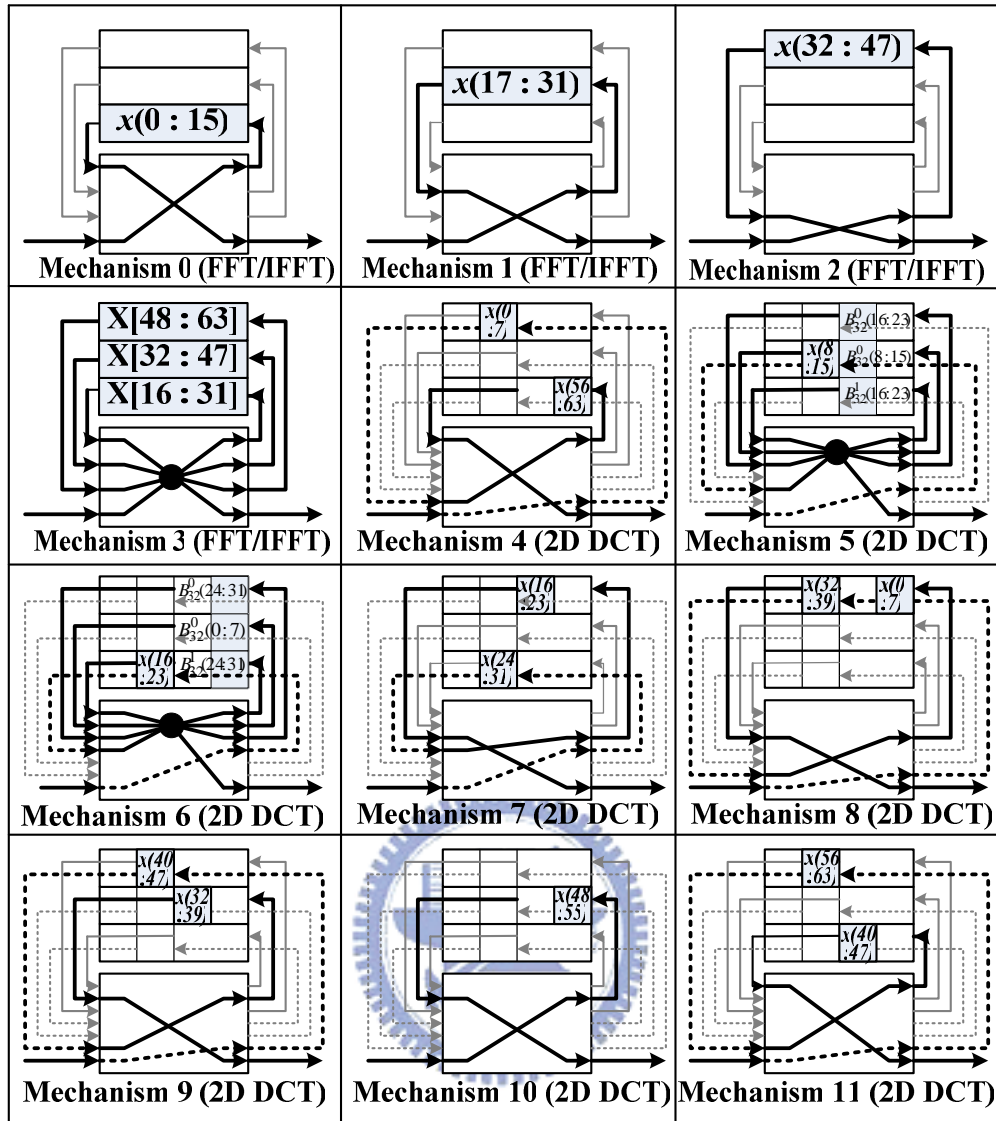 x(0 : 15)
Mechanism 0 (FFT/IFFT)
x(17 : 31)
Mechanism 1 (FFT/IFFT)
x(32 : 47)
Mechanism 2 (FFT/IFFT)
X[48 : 63]
X[32 : 47]
X[16 : 31]
Mechanism 3 (FFT/IFFT)
x(0
:7)
x(56
:63)
Mechanism 4 (2D DCT)
B⁰₃₂(16:23)
x(8
:15)
B⁰₃₂(8:15)
B¹₃₂(16:23)
Mechanism 5 (2D DCT)
B⁰₃₂(24:31)
B⁰₃₂(0:7)
x(16
:23)
B¹₃₂(24:31)
Mechanism 6 (2D DCT)
x(16
:23)
x(24
:31)
Mechanism 7 (2D DCT)
x(32
:39)
x(0
:7)
Mechanism 8 (2D DCT)
x(40
:47)
x(32
:39)
Mechanism 9 (2D DCT)
x(48
:55)
Mechanism 10 (2D DCT)
x(56
:63)
x(40
:47)
Mechanism 11 (2D DCT)